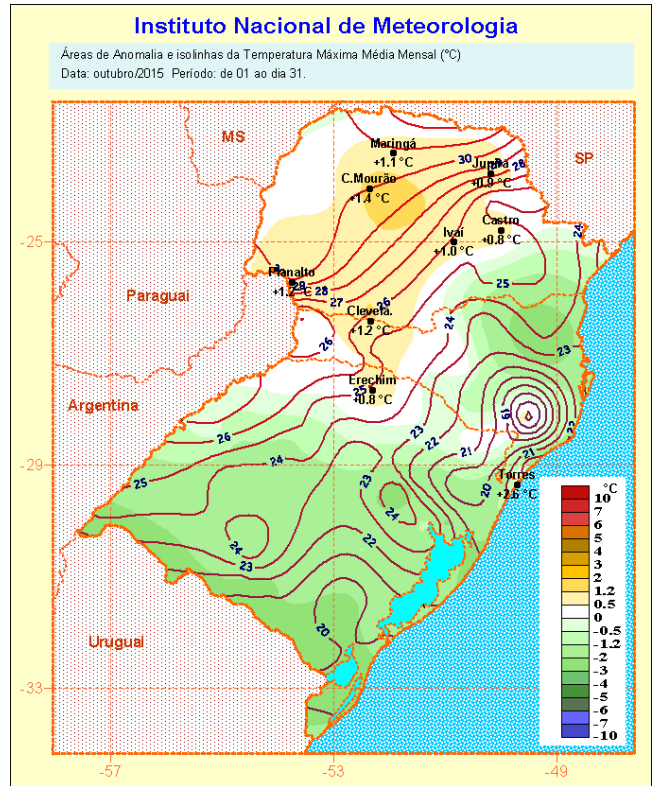 Instituto Nacional de Meteorologia
Áreas de Anomalia e isolinhas da Temperatura Máxima Média Mensal (°C)
Data: outubro/2015 Período: de 01 ao dia 31.
MS
SP
Maringá
+1.1 °C
30
28
C.Mourão
+1.4 °C
+0.9 °C
Castro
+0.8 °C
Ivaí
+1.0 °C
24
-25
25
Planalto
29
28
27
26
Paraguai
Clevela.
+1.2 °C
24
26
23
Erechim
25
+0.8 °C
Argentina
19
23
22
22
26
21
21
-29
24
25
23
20
Torres
+2.6 °C
24
22
24
23
20
Uruguai
-33
°C
10
7
6
5
4
3
2
1.2
0.5
0
-0.5
-1.2
-2
-3
-4
-5
-6
-7
-10
-57
-53
-49